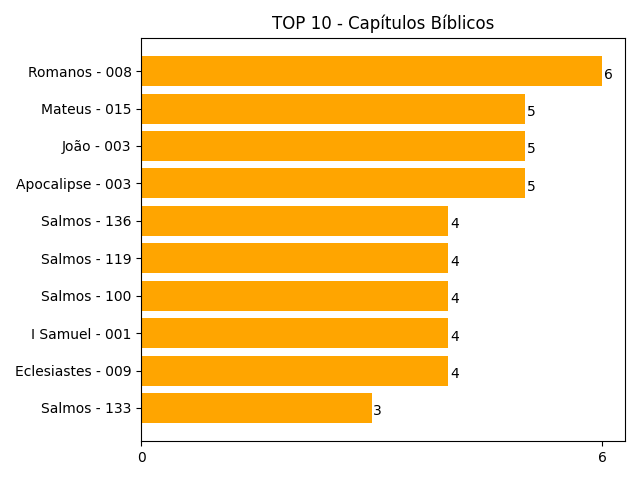 TOP 10 - Capítulos Bíblicos
Romanos - 008 6
Mateus - 015 5
João - 003 5
Apocalipse - 003 5
Salmos - 136 4
Salmos - 119 4
Salmos - 100 4
I Samuel - 001 4
Eclesiastes - 009 4
Salmos - 133 3
0 6